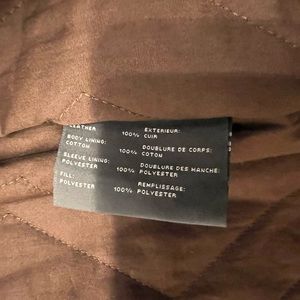 LEATHER
EXTERIEUR:
100% CUIR
BODY LINING:
COTTON
DOUBLURE DE CORPS:
100% COTON
SLEEVE LINING:
POLYESTER
DOUBLURE DES MANCHE:
100% POLYESTER
FILL:
POLYESTER
REMPLISSAGE:
100% POLYESTER